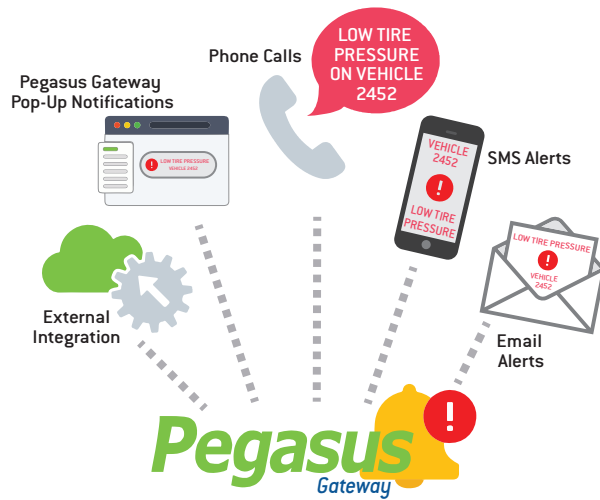 Phone Calls
LOW TIRE
PRESSURE
ON VEHICLE
2452
Pegasus Gateway
Pop-Up Notifications
! LOW TIRE PRESSURE
VEHICLE 2452
VEHICLE
2452
!
LOW TIRE
PRESSURE
SMS Alerts
LOW TIRE PRESSURE
!
VEHICLE
2452
Email
Alerts
External
Integration
!
Pegasus
Gateway